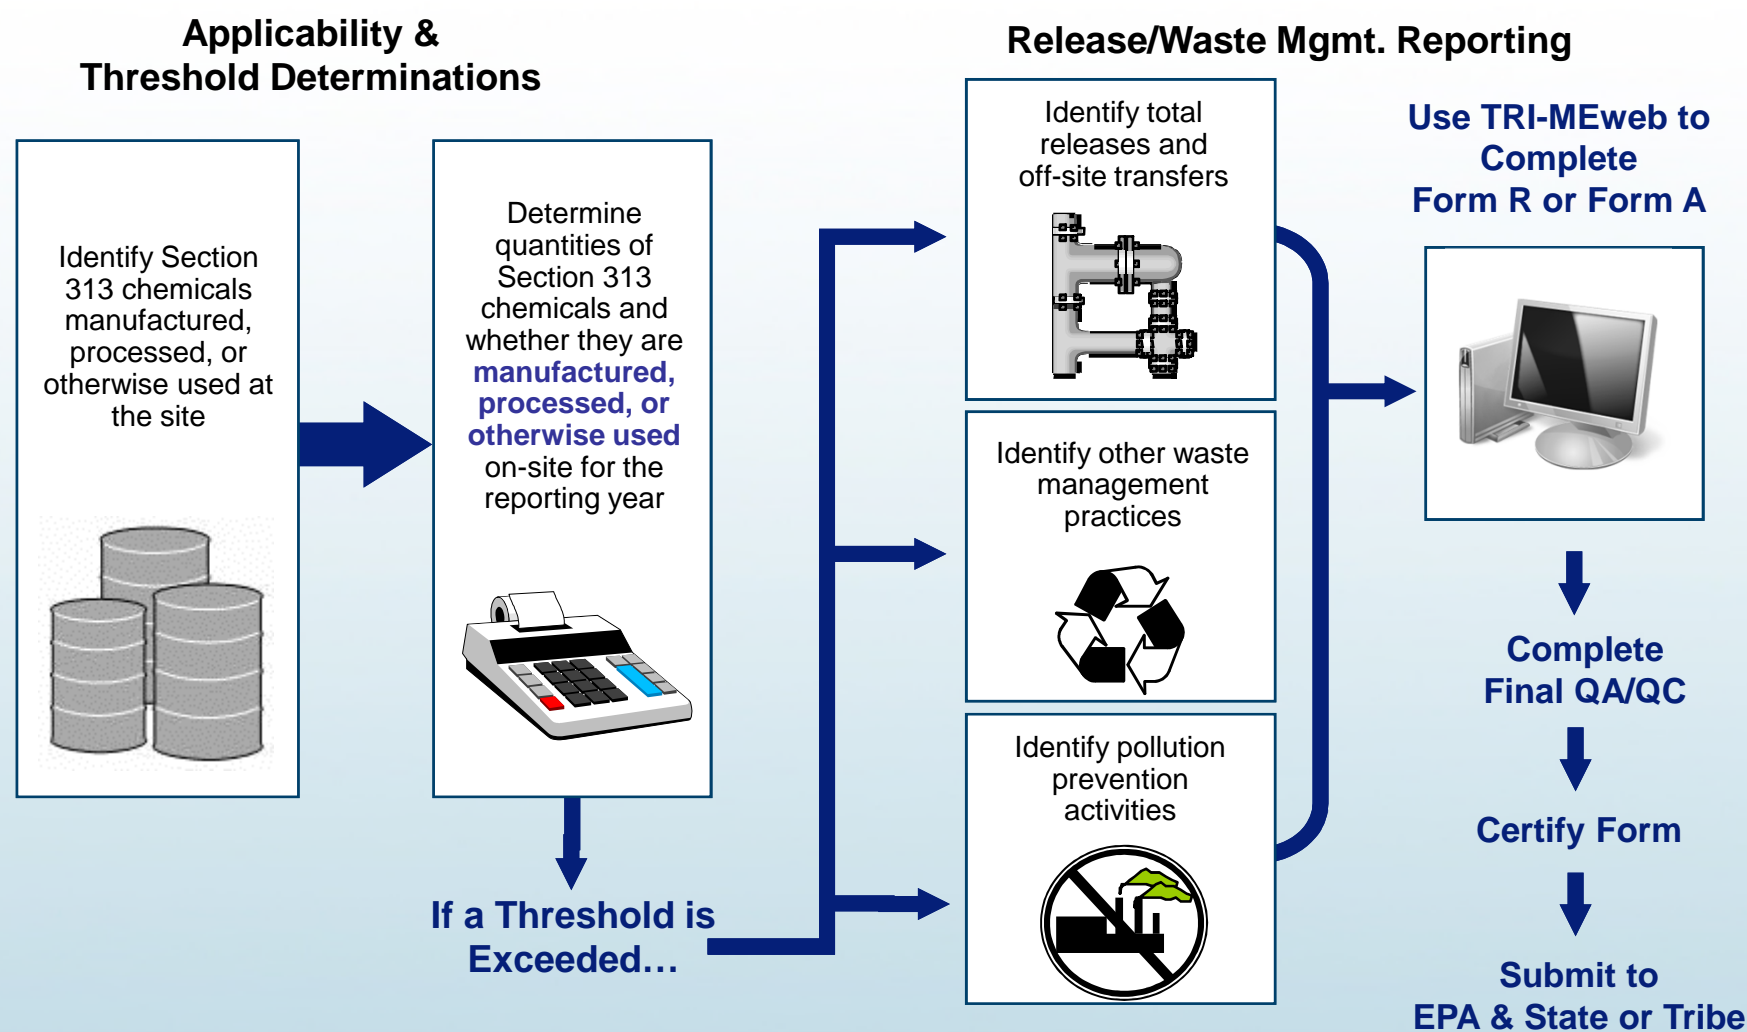 Applicability &
Threshold Determinations
Identify Section
313 chemicals
manufactured,
processed, or
otherwise used at
the site
Determine
quantities of
Section 313
chemicals and
whether they are
manufactured,
processed, or
otherwise used
on-site for the
reporting year
If a Threshold is
Exceeded…
Release/Waste Mgmt. Reporting
Identify total
releases and
off-site transfers
Identify other waste
management
practices
Identify pollution
prevention
activities
Use TRI-MEweb to
Complete
Form R or Form A
Complete
Final QA/QC
Certify Form
Submit to
EPA & State or Tribe